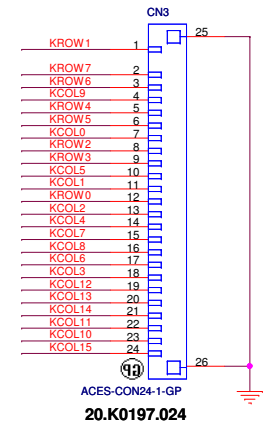 CN3
25
KROW1 1
KROW7 2
KROW6 3
KCOL9 4
KROW4 5
KROW5 6
KCOL0 7
KROW2 8
KROW3 9
KCOL5 10
KCOL1 11
KROW0 12
KCOL2 13
KCOL4 14
KCOL7 15
KCOL8 16
KCOL6 17
KCOL3 18
KCOL12 19
KCOL13 20
KCOL14 21
KCOL11 22
KCOL10 23
KCOL15 24
26
ACES-CON24-1-GP
20.K0197.024